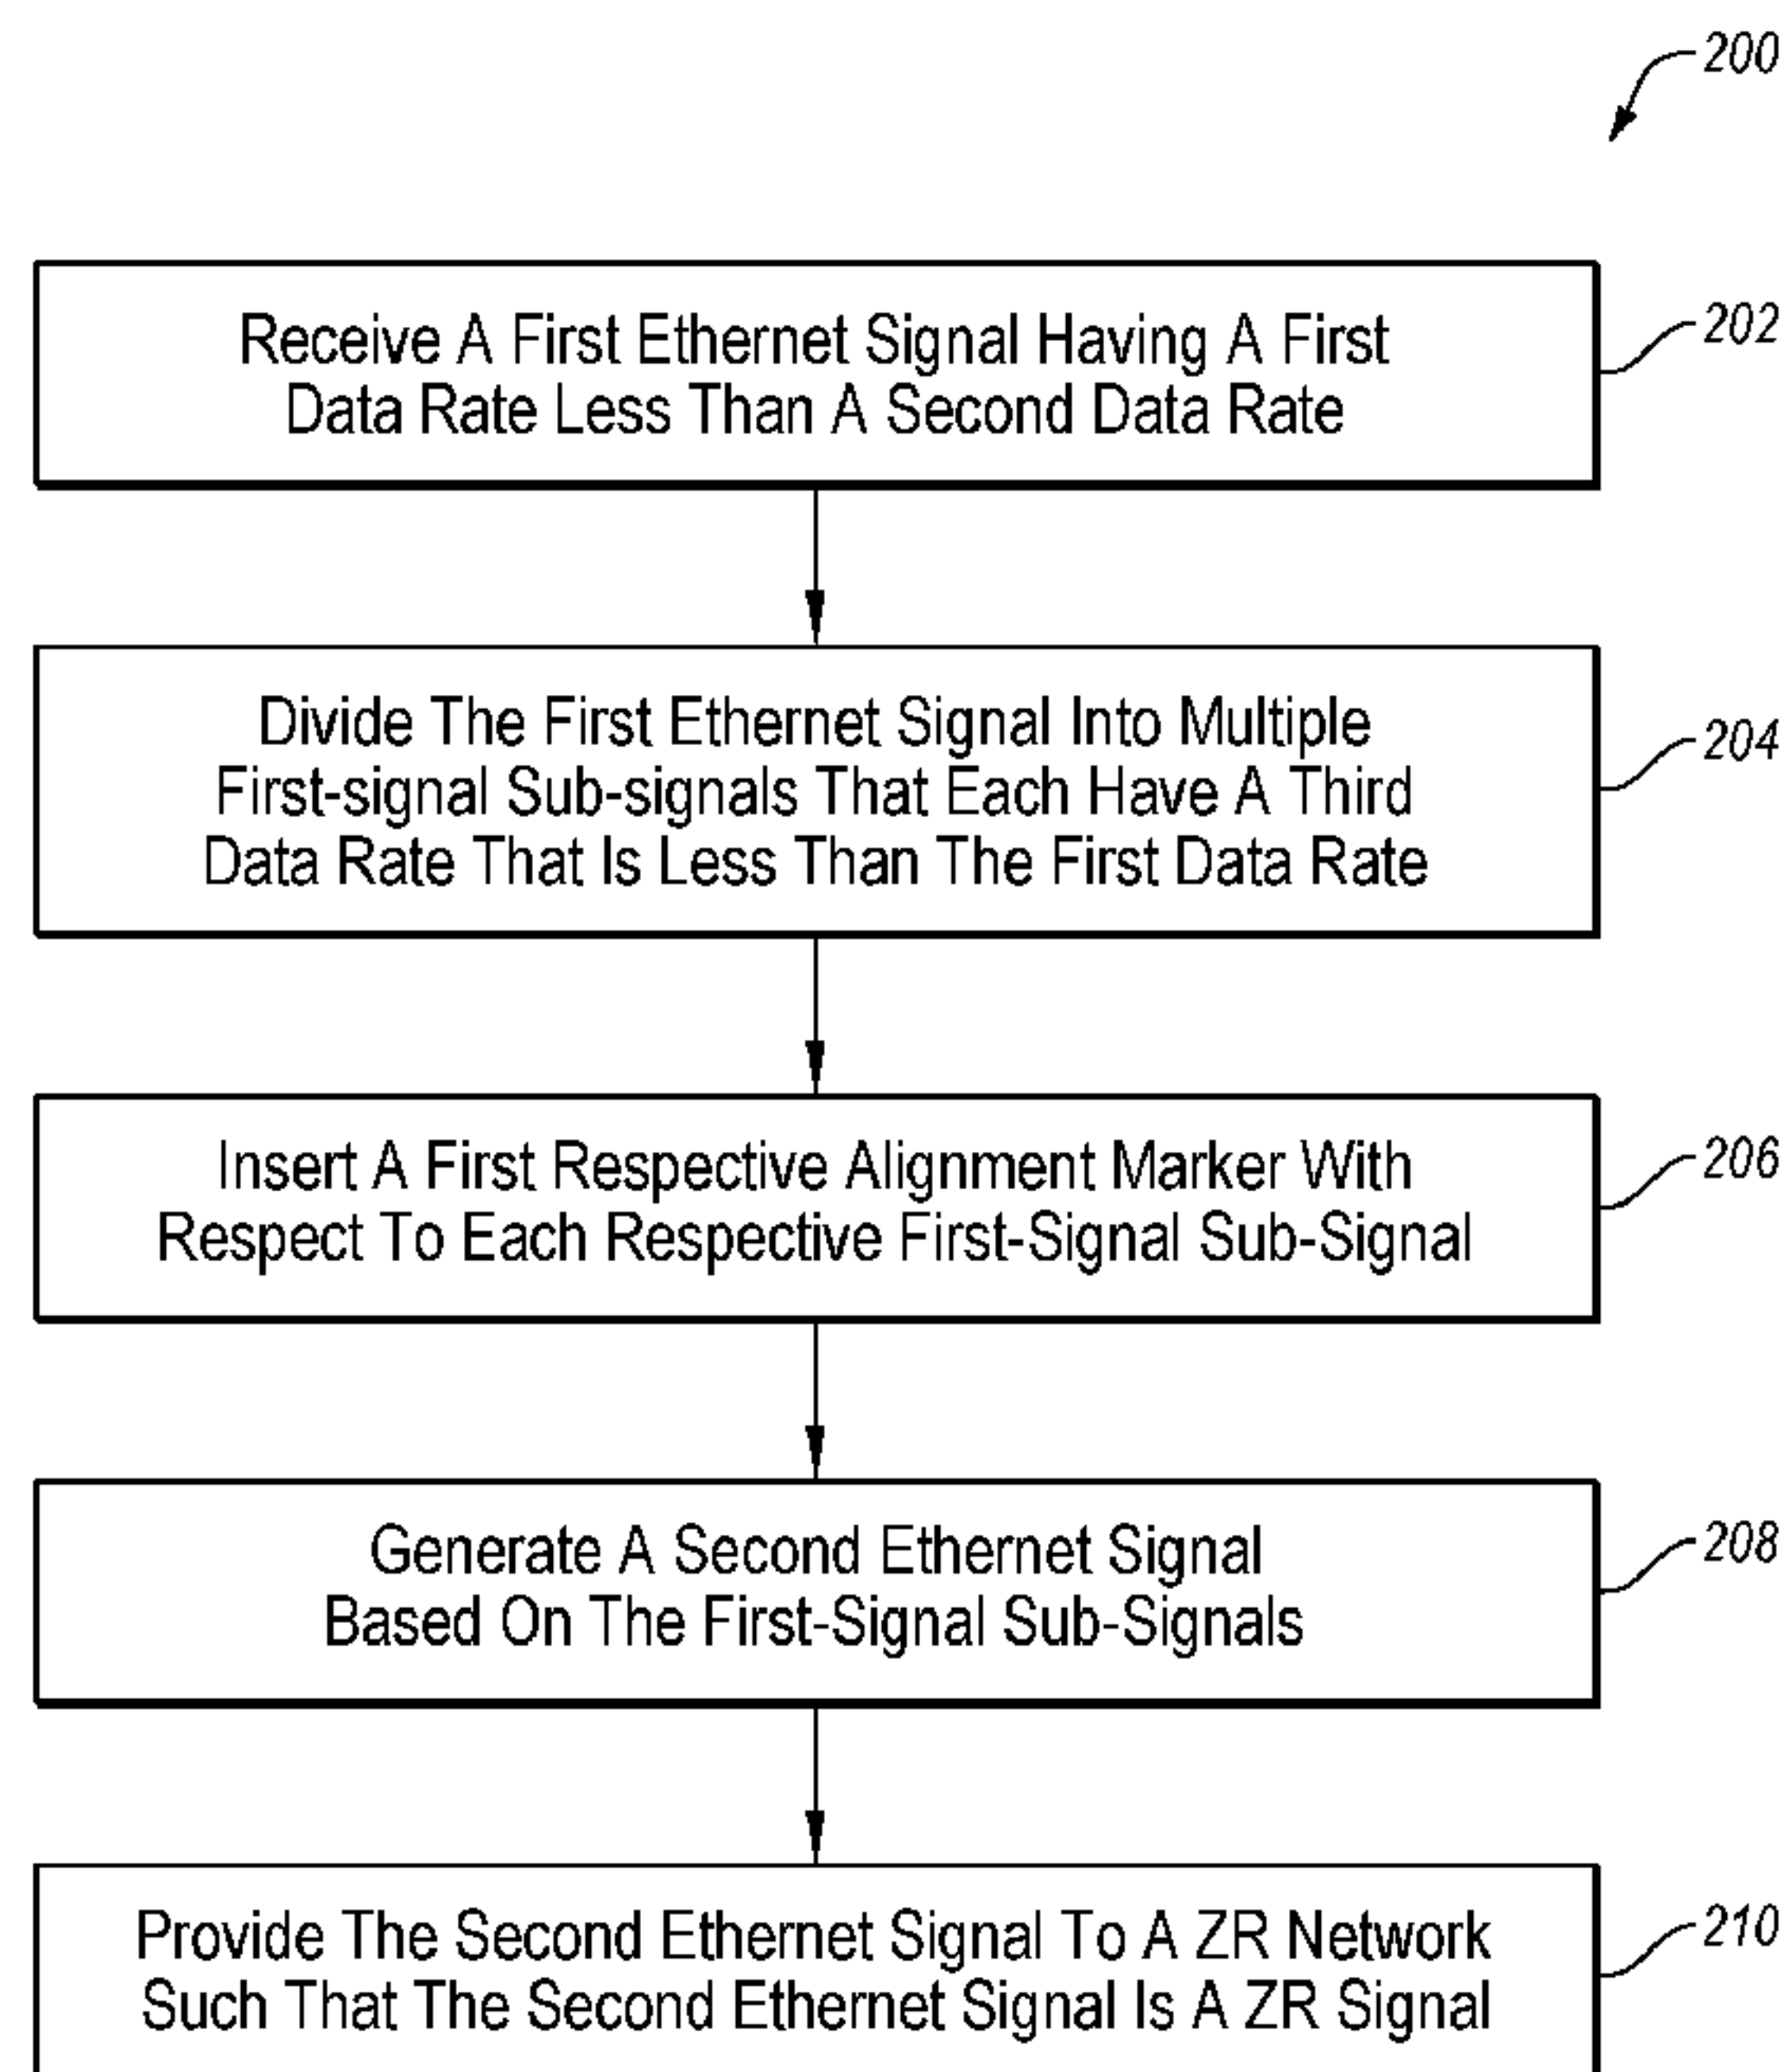 200
Receive A First Ethernet Signal Having A First
Data Rate Less Than A Second Data Rate
202
Divide The First Ethernet Signal Into Multiple
First-signal Sub-signals That Each Have A Third
Data Rate That Is Less Than The First Data Rate
204
Insert A First Respective Alignment Marker With
Respect To Each Respective First-Signal Sub-Signal
206
Generate A Second Ethernet Signal
Based On The First-Signal Sub-Signals
208
Provide The Second Ethernet Signal To A ZR Network
Such That The Second Ethernet Signal Is A ZR Signal
210